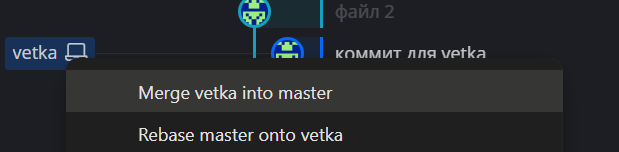 файл 2
vetka
коммит для vetka
Merge vetka into master
Rebase master onto vetka